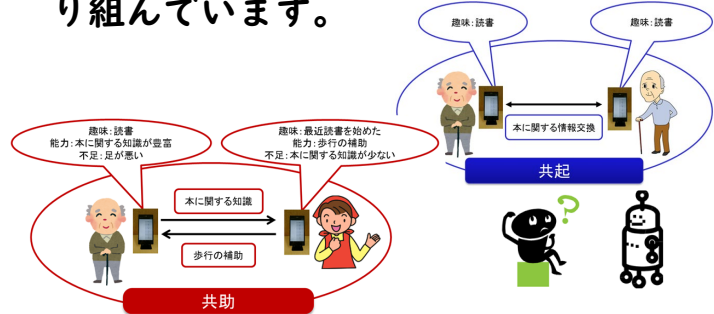 り組んでいます。
趣味：読書
趣味：読書
本に関する情報交換
共起
趣味：読書
能力：本に関する知識が豊富
不足：足が悪い
趣味：最近読書を始めた
能力：歩行の補助
不足：本に関する知識が少ない
本に関する知識
歩行の補助
共助
?